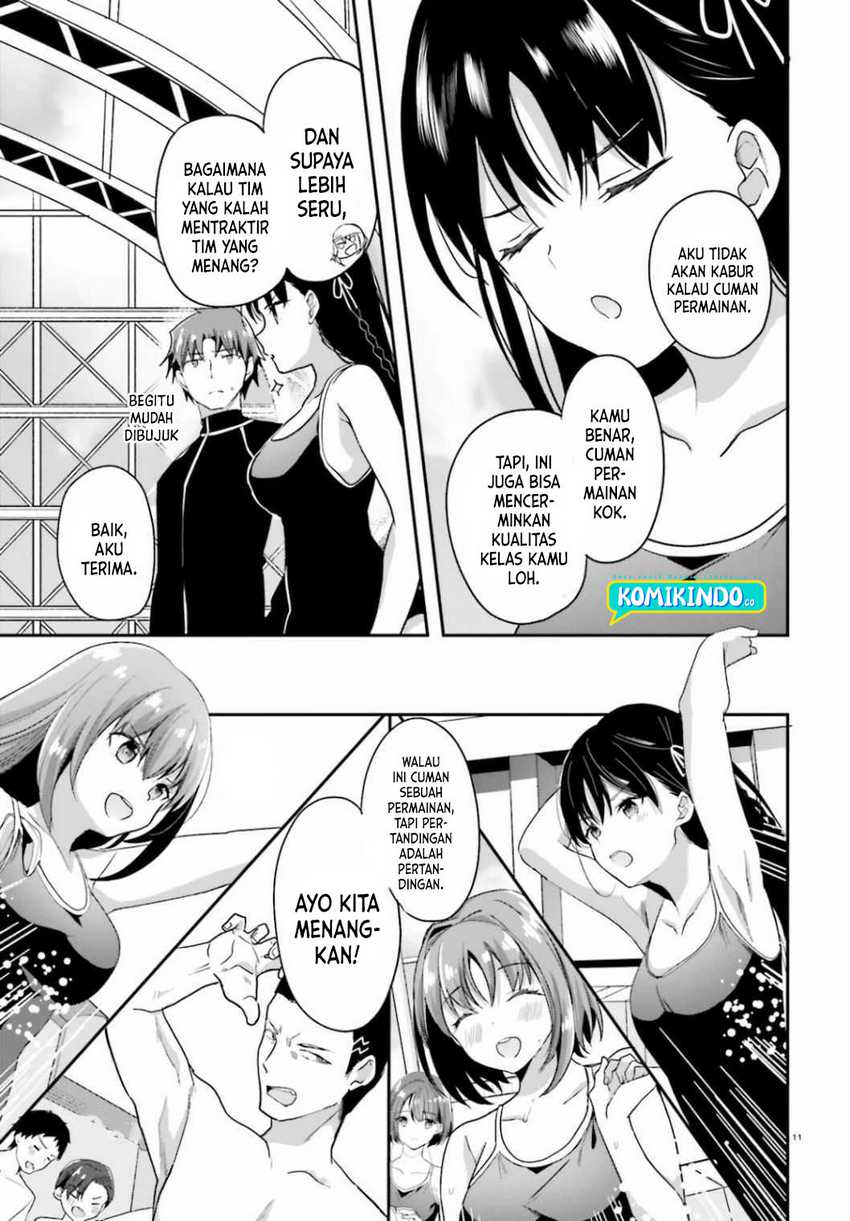 AKU TIDAK
AKAN KABUR
KALAU CUMAN
PERMAINAN.
KAMU
BENAR,
CUMAN
PER-
MAINAN
KOK.
TAPI, INI
JUGA BISA
MENCER-
MINKAN
KUALITAS
KELAS KAMU
LOH.
KOMIKINDO.CO
DAN
SUPAYA
LEBIH
SERU,
BAGAIMANA
KALAU TIM
YANG KALAH
MENTRAKTIR
TIM YANG
MENANG?
BEGITU
MUDAH
DIBUJUK
BAIK,
AKU
TERIMA.
WALAU
INI CUMAN
SEBUAH
PERMAINAN,
TAPI PER-
TANDINGAN
ADALAH
PERTAN-
DINGAN.
AYO KITA
MENANG-
KAN!
11